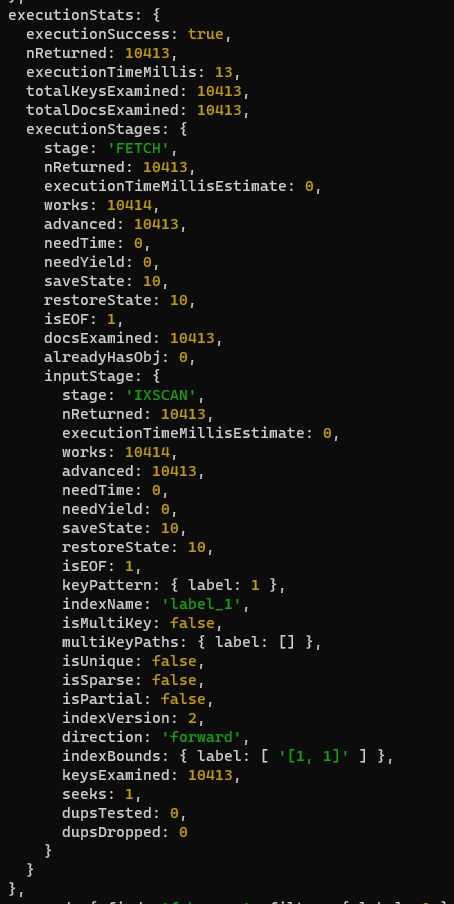 executionStats: {
executionSuccess: true,
nReturned: 10413,
executionTimeMillis: 13,
totalKeysExamined: 10413,
totalDocsExamined: 10413,
executionStages: {
stage: 'FETCH',
nReturned: 10413,
executionTimeMillisEstimate: 0,
works: 10414,
advanced: 10413,
needTime: 0,
needYield: 0,
saveState: 10,
restoreState: 10,
isEOF: 1,
docsExamined: 10413,
alreadyHasObj: 0,
inputStage: {
stage: 'IXSCAN',
nReturned: 10413,
executionTimeMillisEstimate: 0,
works: 10414,
advanced: 10413,
needTime: 0,
needYield: 0,
saveState: 10,
restoreState: 10,
isEOF: 1,
keyPattern: { label: 1 },
indexName: 'label_1',
isMultiKey: false,
multiKeyPaths: { label: [] },
isUnique: false,
isSparse: false,
isPartial: false,
indexVersion: 2,
direction: 'forward',
indexBounds: { label: [ '[1, 1]' ] },
keysExamined: 10413,
seeks: 1,
dupsTested: 0,
dupsDropped: 0
}
}
},